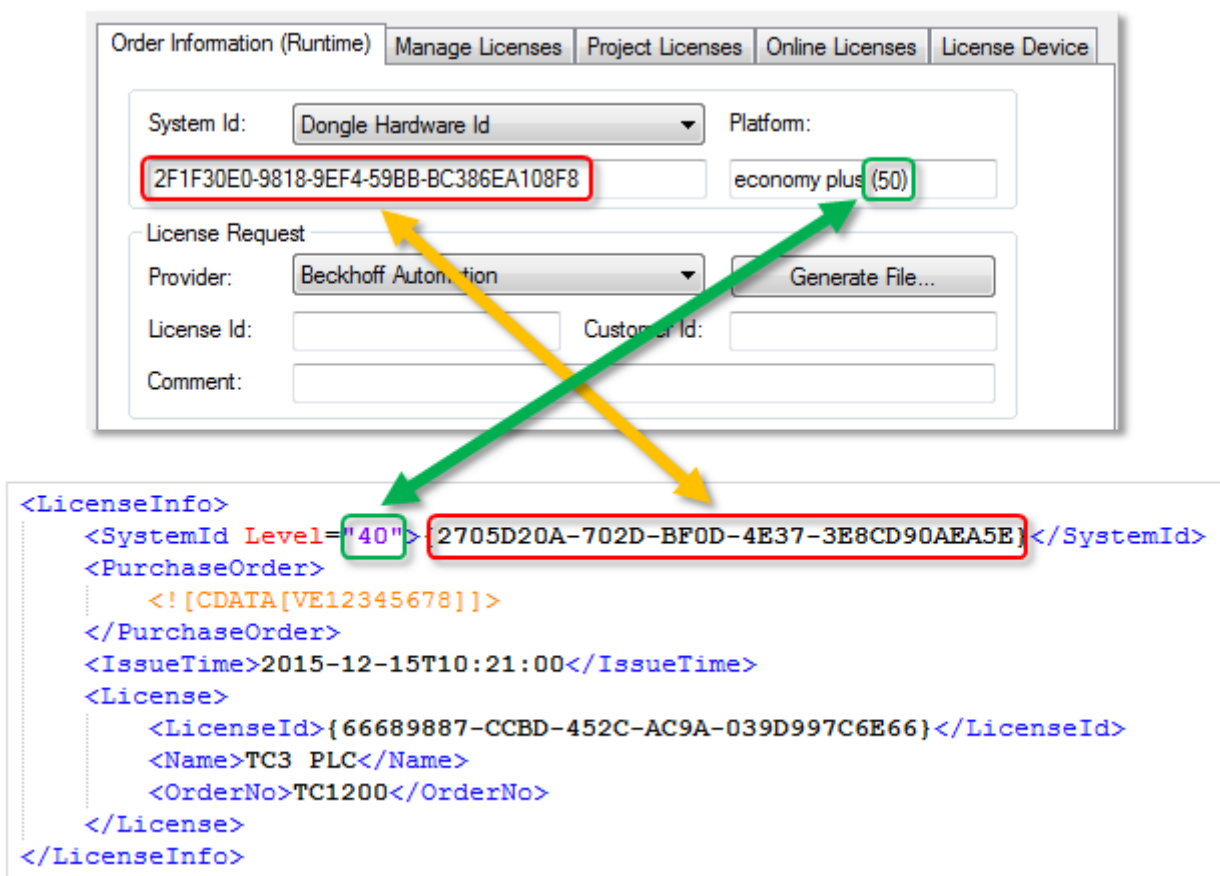 Order Information (Runtime) Manage Licenses Project Licenses Online Licenses License Device
System Id: Dongle Hardware Id Platform:
2F1F30E0-9818-9EF4-59BB-BC386EA108F8 economy plus (50)
License Request
Provider: Beckhoff Automation Generate File...
License Id: Customer Id:
Comment:
<LicenseInfo>
<SystemId Level="40">{2705D20A-702D-BF0D-4E37-3E8CD90AEA5E}</SystemId>
<PurchaseOrder>
<![CDATA[VE12345678]]>
</PurchaseOrder>
<IssueTime>2015-12-15T10:21:00</IssueTime>
<License>
<LicenseId>{66689887-CCBD-452C-AC9A-039D997C6E66}</LicenseId>
<Name>TC3 PLC</Name>
<OrderNo>TC1200</OrderNo>
</License>
</LicenseInfo>